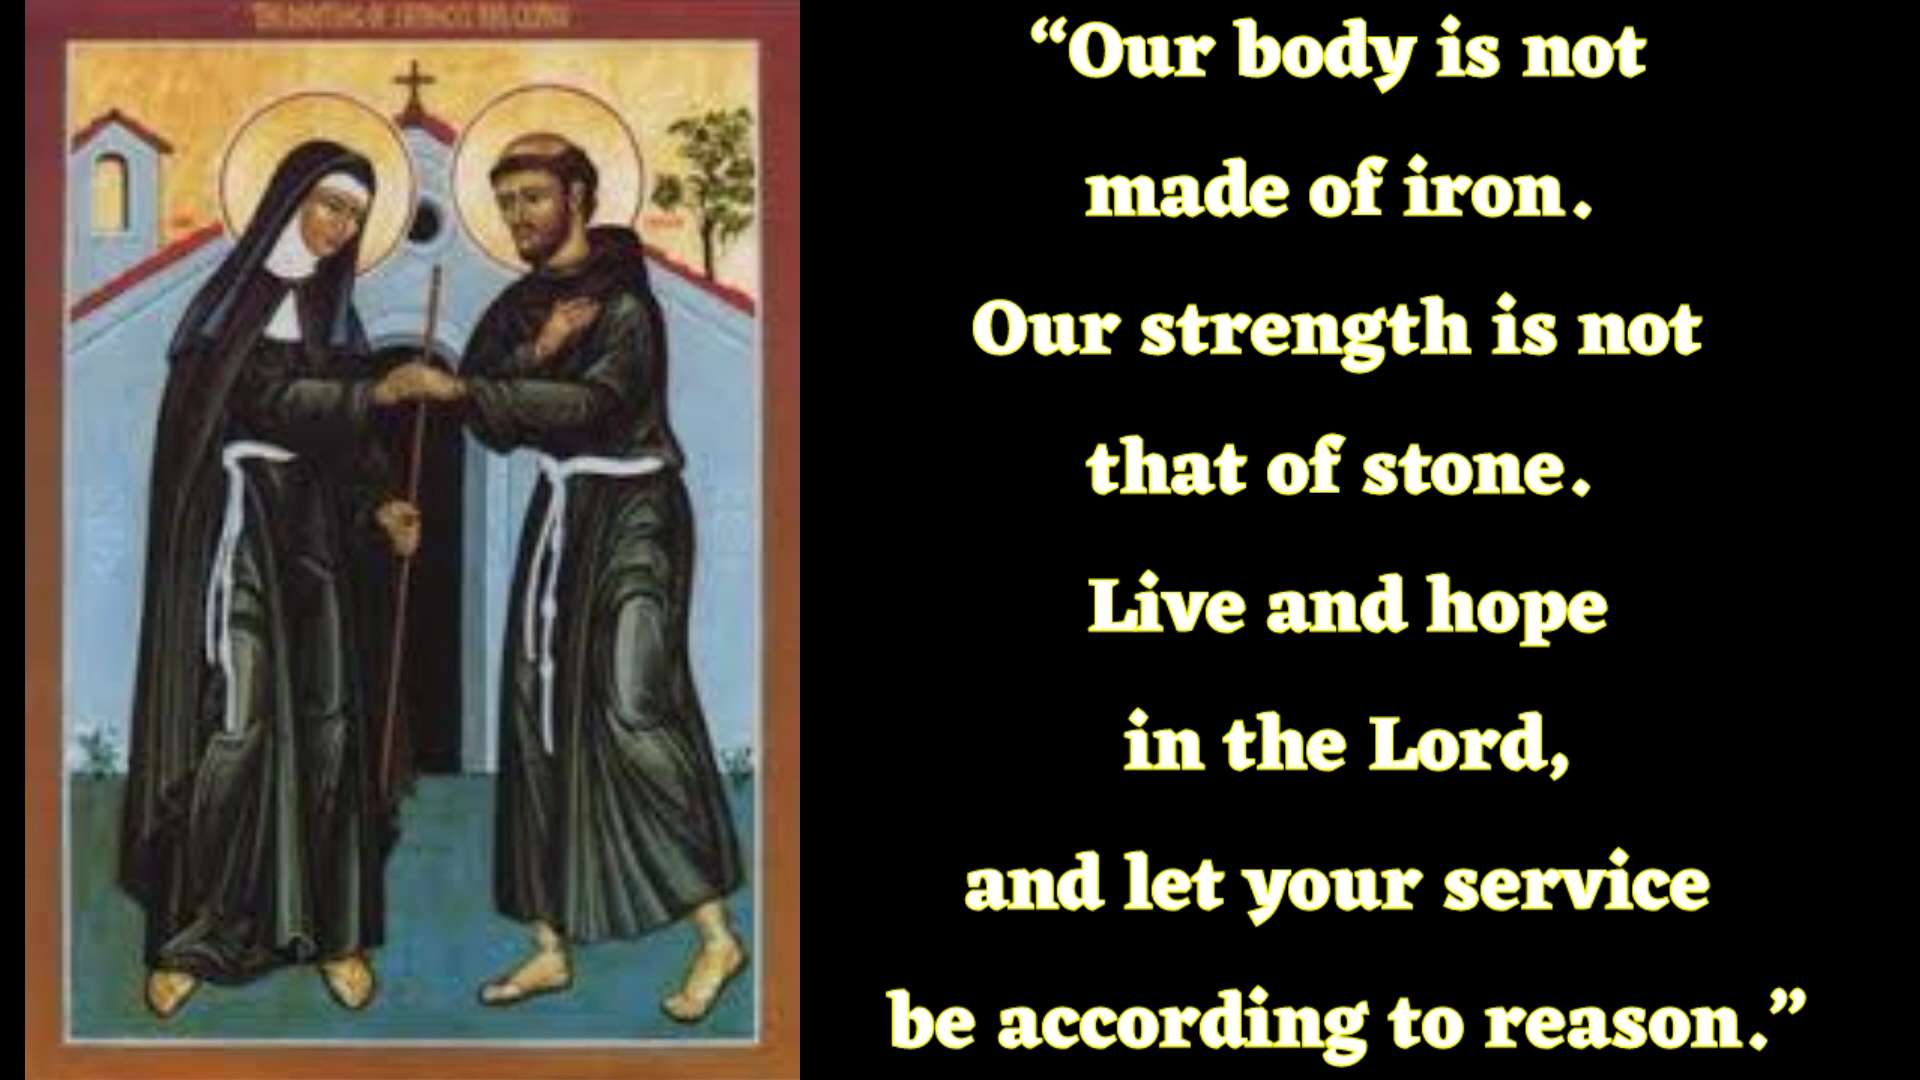 “Our body is not
made of iron.
Our strength is not
that of stone.
Live and hope
in the Lord,
and let your service
be according to reason.”